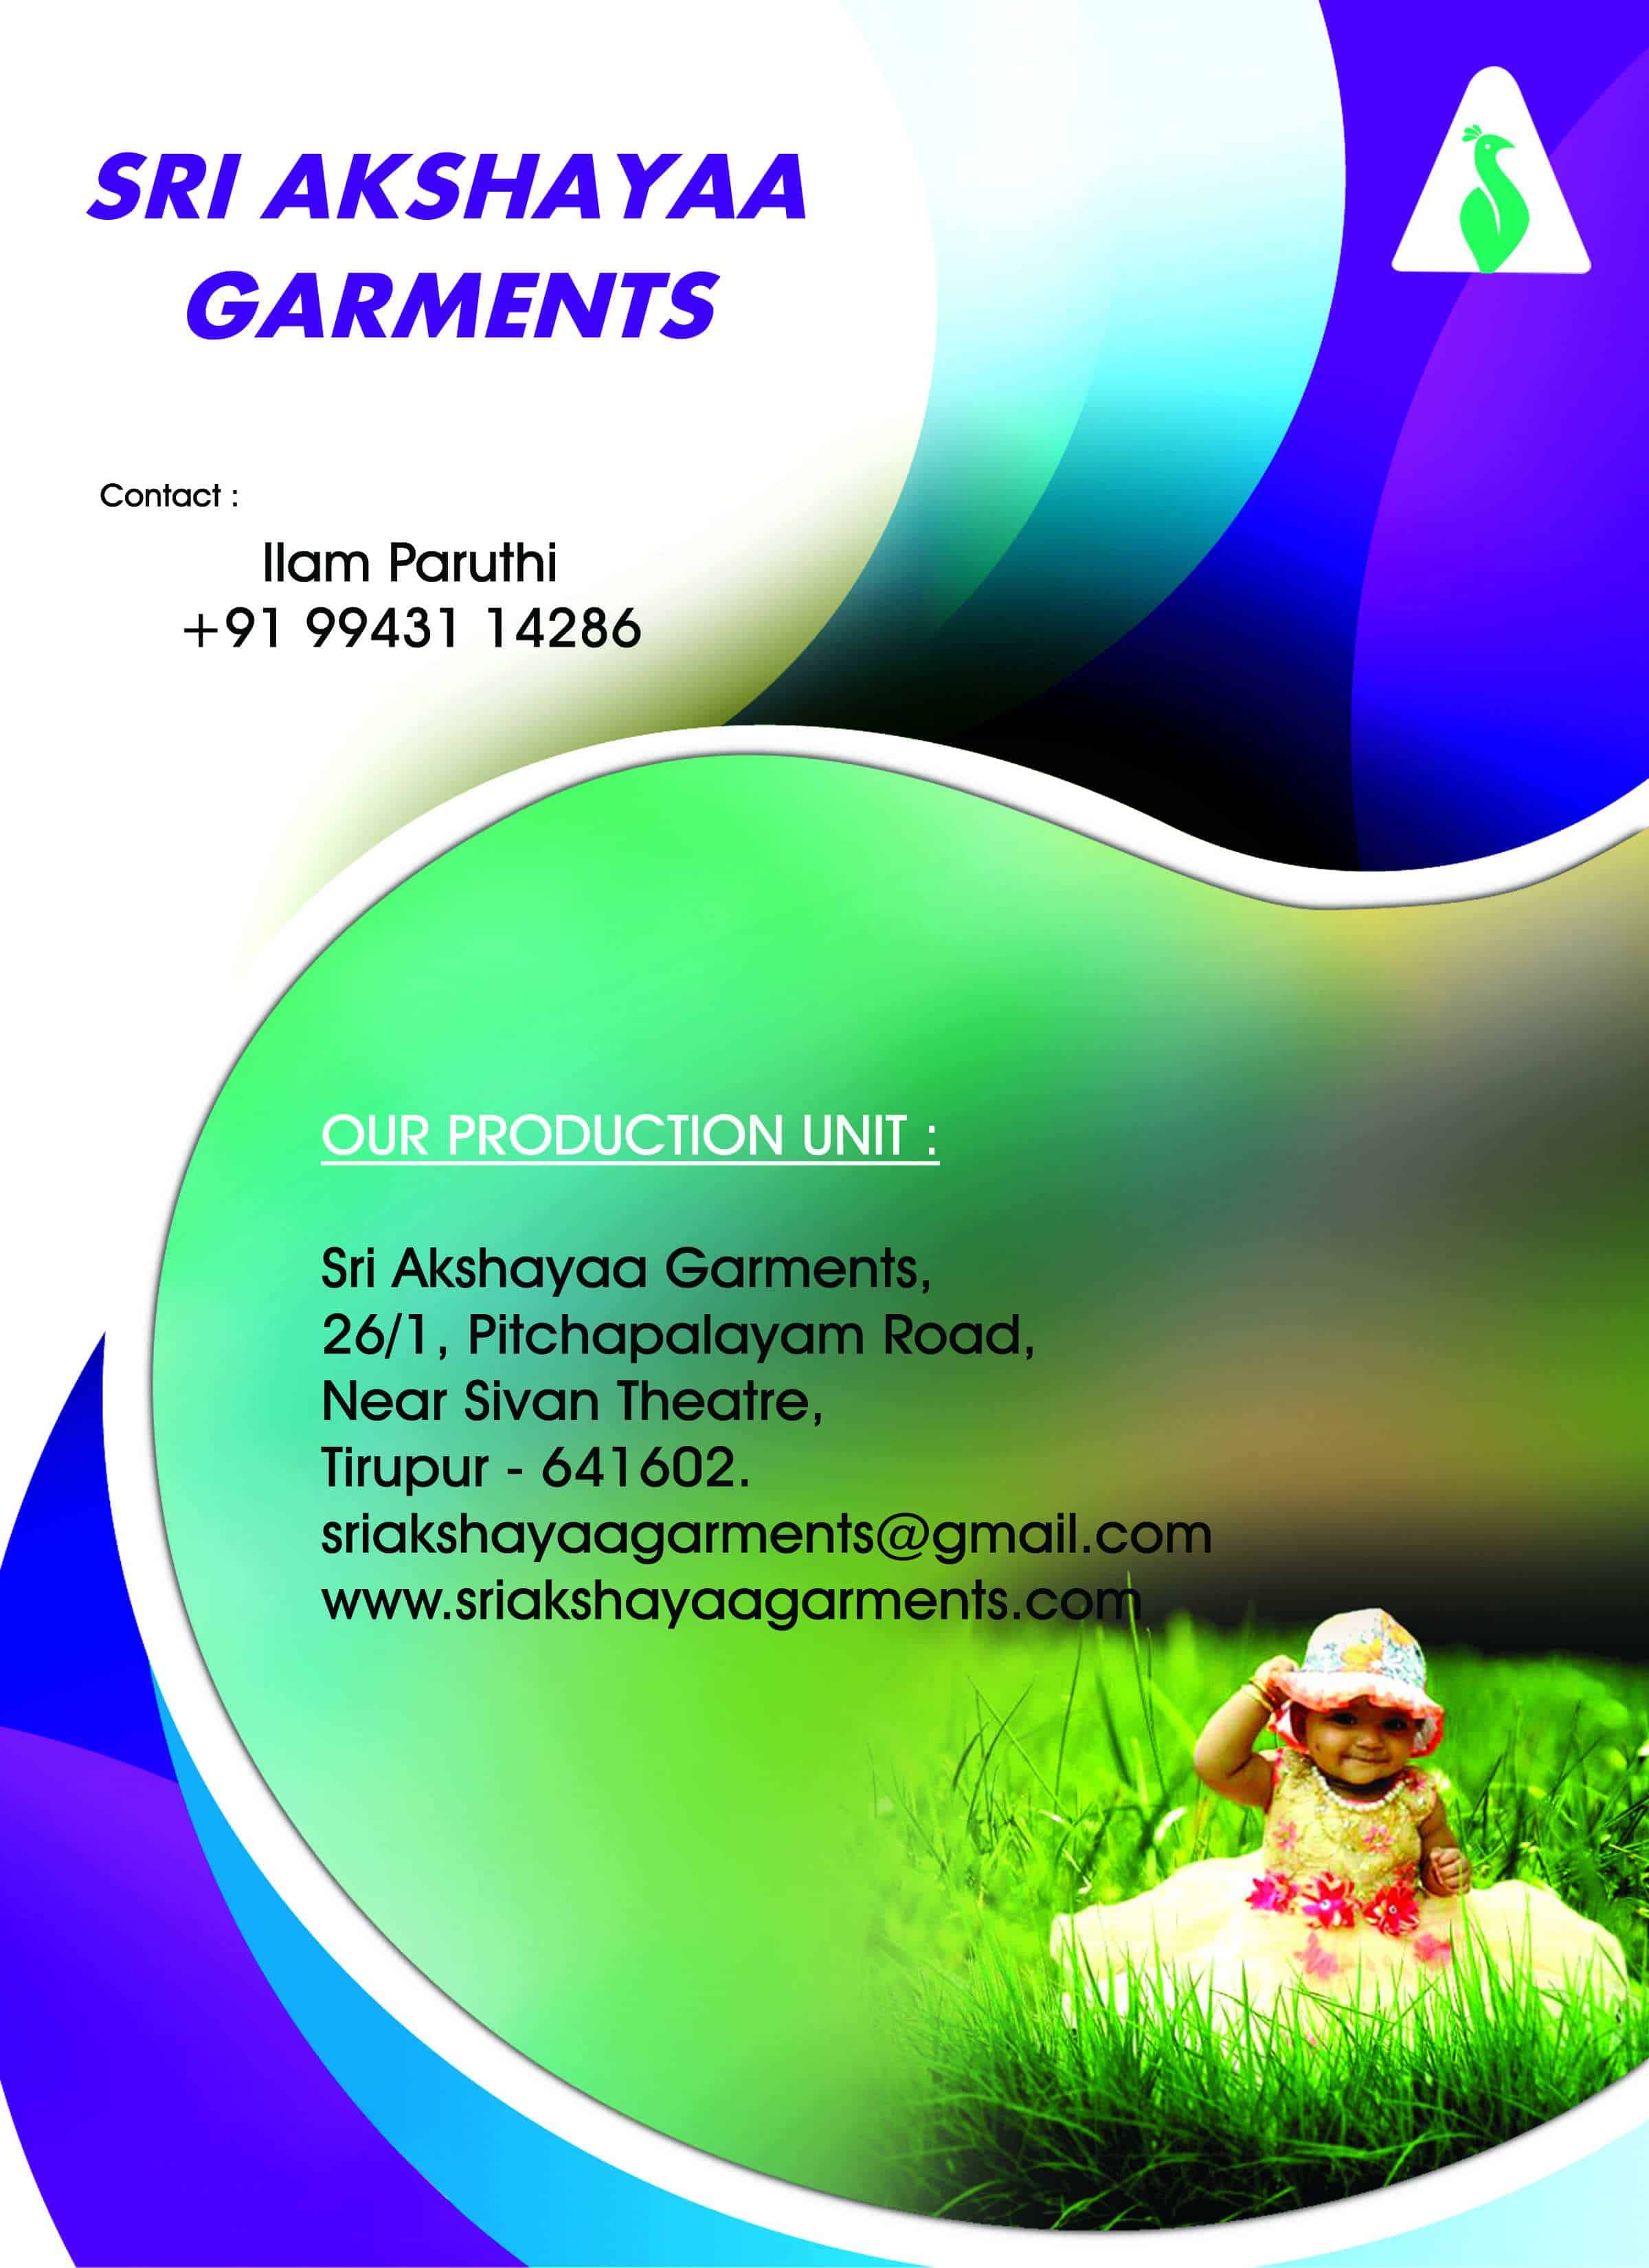 SRI AKSHAYAA
GARMENTS
Contact :
Ilam Paruthi
+91 99431 14286
OUR PRODUCTION UNIT :
Sri Akshayaa Garments,
26/1, Pitchapalayam Road,
Near Sivan Theatre,
Tirupur - 641602.
sriakshayaagarments@gmail.com
www.sriakshayaagarments.com